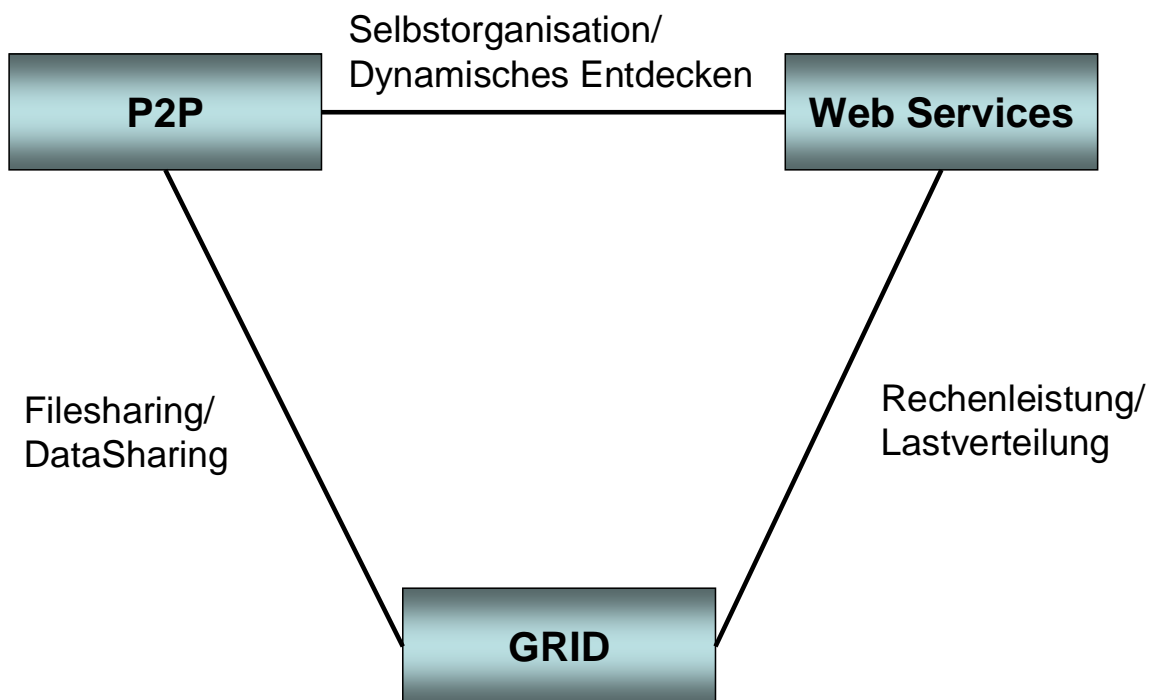 Selbstorganisation/
Dynamisches Entdecken
P2P
Web Services
Filesharing/
DataSharing
Rechenleistung/
Lastverteilung
GRID